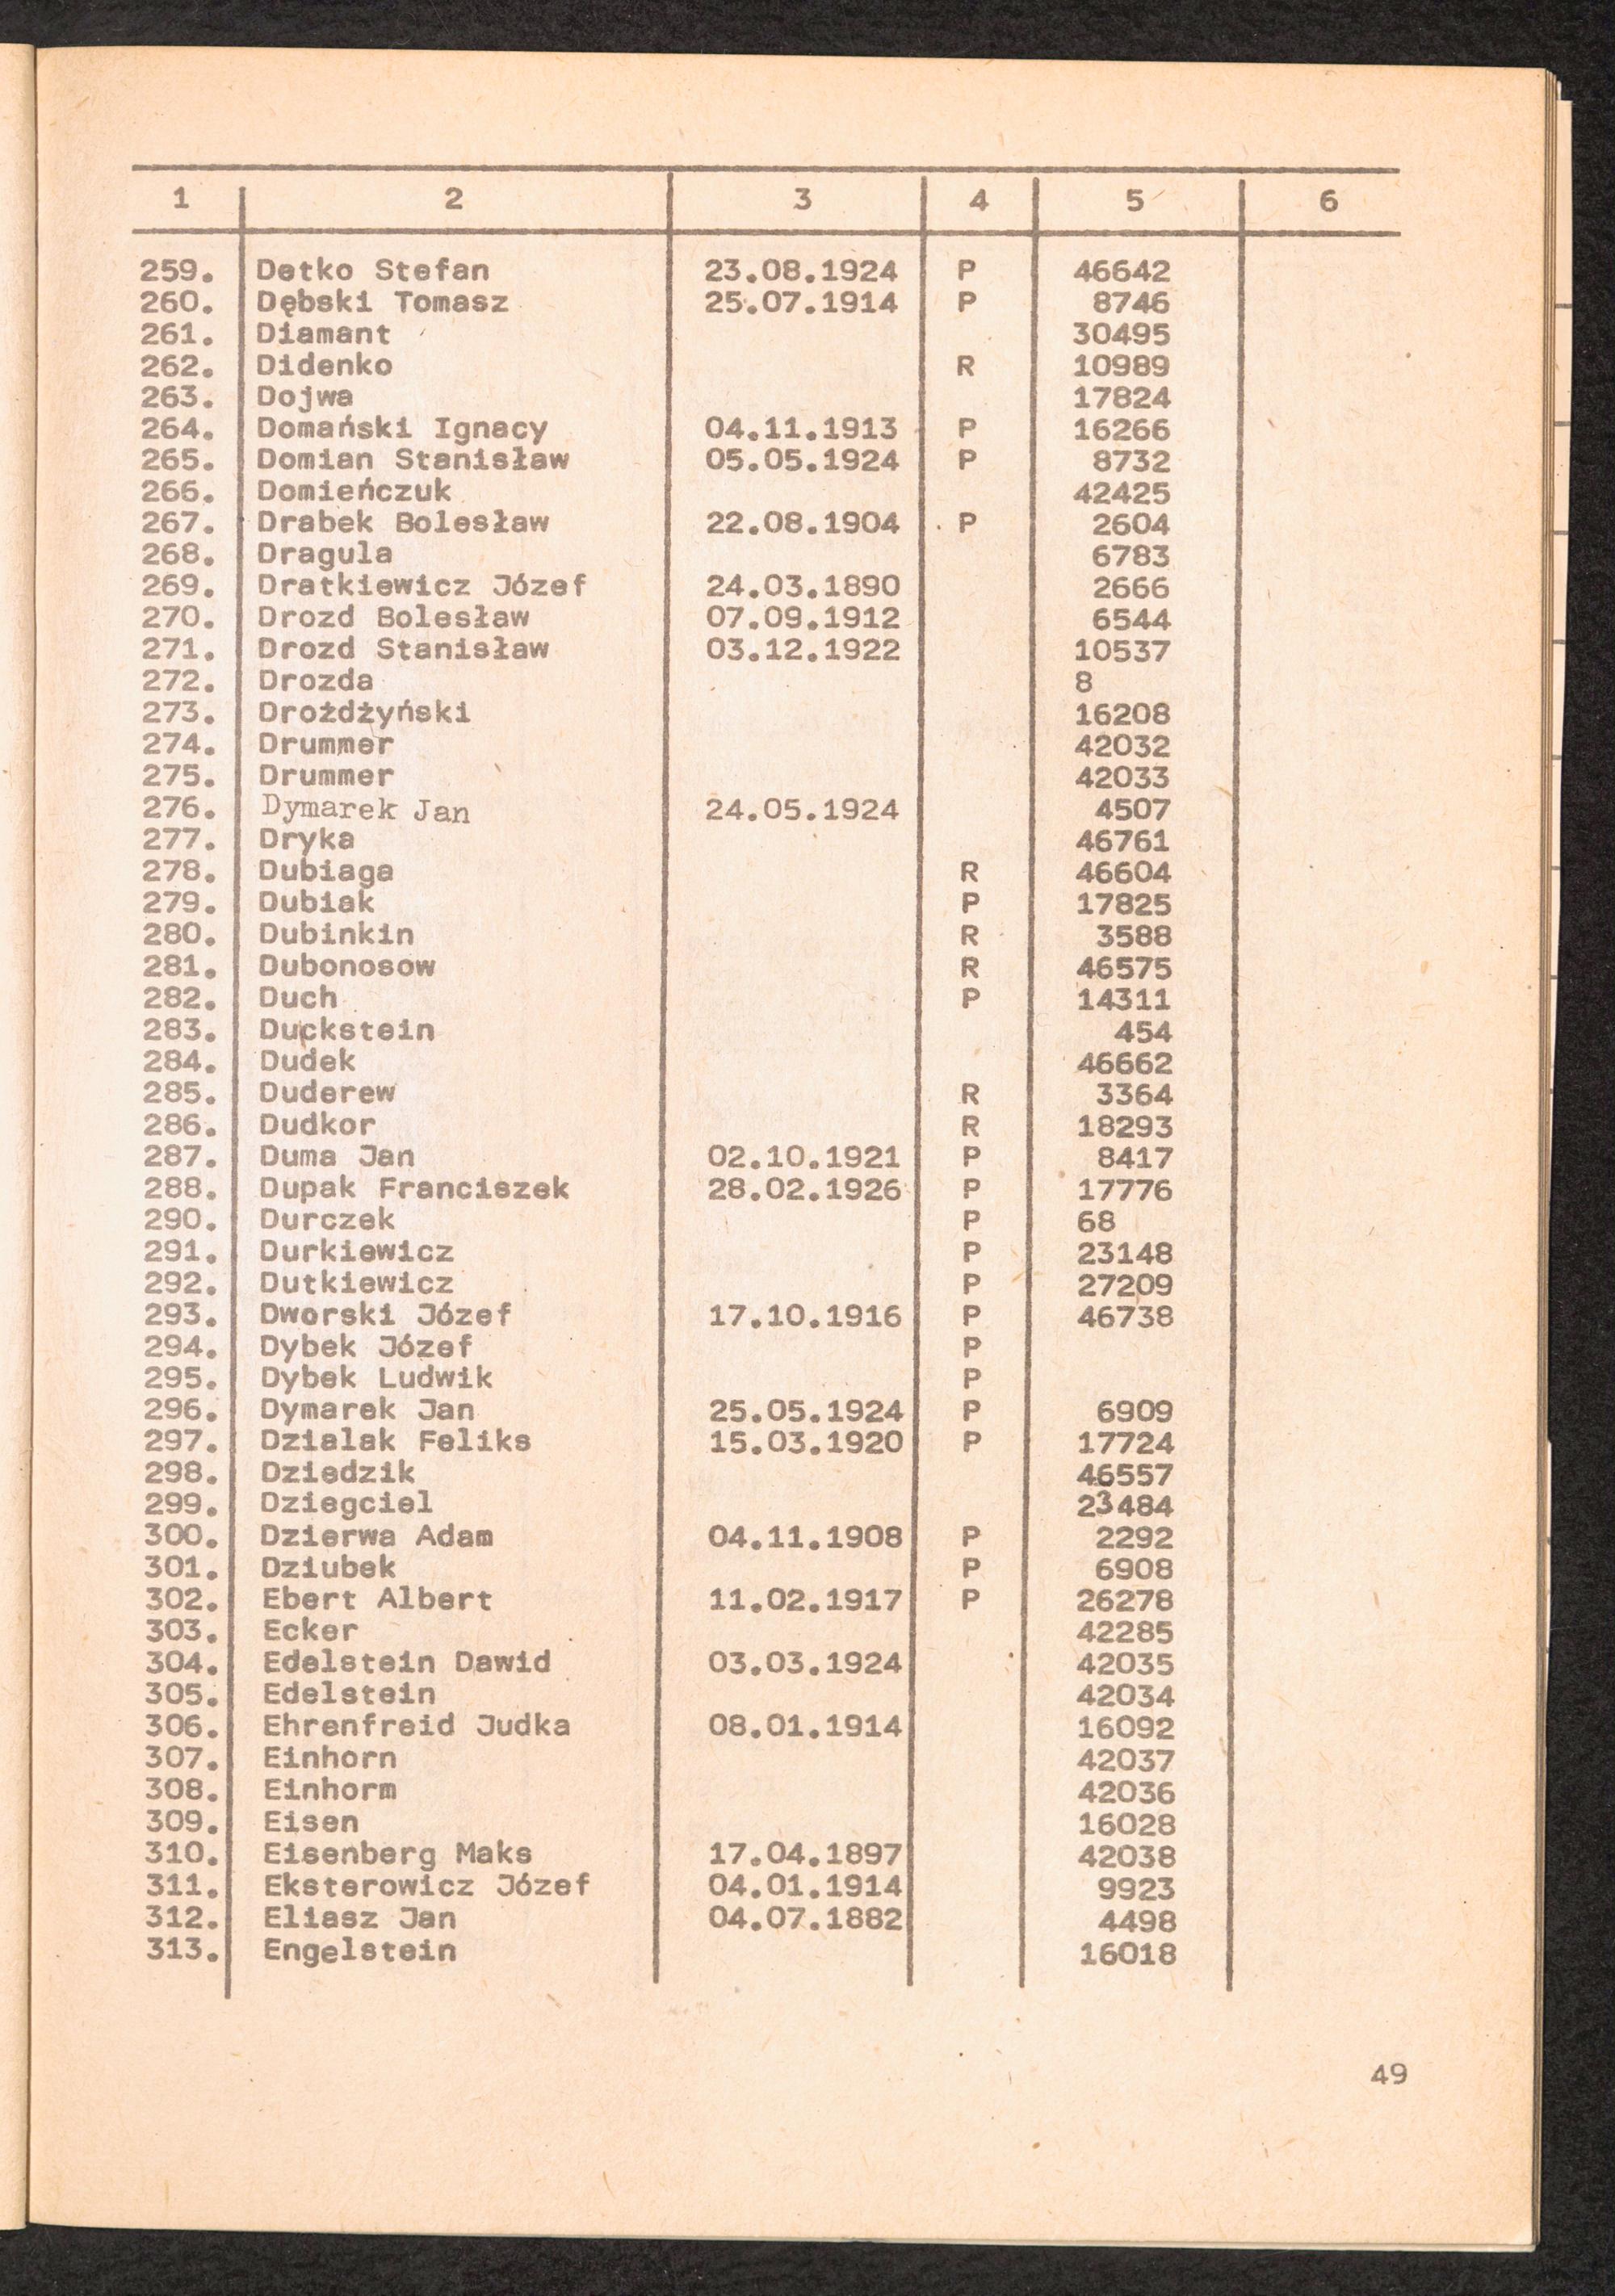 1 2 3 4 5 6
259. Detko Stefan 23.08.1924 P 46642
260. Dębski Tomasz 25.07.1914 P 8746
261. Diamant 30495
262. Didenko R 10989
263. Dojwa 17824
264. Domański Ignacy 04.11.1913 P 16266
265. Domian Stanisław 05.05.1924 P 8732
266. Domieńczuk 42425
267. Drabek Bolesław 22.08.1904 P 2604
268. Dragula 6783
269. Dratkiewicz Józef 24.03.1890 2666
270. Drozd Bolesław 07.09.1912 6544
271. Drozd Stanisław 03.12.1922 10537
272. Drozda 8
273. Drożdżyński 16208
274. Drummer 42032
275. Drummer 42033
276. Dymarek Jan 24.05.1924 4507
277. Dryka 46761
278. Dubiaga R 46604
279. Dubiak P 17825
280. Dubinkin R 3588
281. Dubonosow R 46575
282. Duch P 14311
283. Duckstein 454
284. Dudek 46662
285. Duderew R 3364
286. Dudkor R 18293
287. Duma Jan 02.10.1921 P 8417
288. Dupak Franciszek 28.02.1926 P 17776
290. Durczek P 68
291. Durkiewicz P 23148
292. Dutkiewicz P 27209
293. Dworski Józef 17.10.1916 P 46738
294. Dybek Józef P
295. Dybek Ludwik P
296. Dymarek Jan 25.05.1924 P 6909
297. Dzialak Feliks 15.03.1920 P 17724
298. Dziedzik 46557
299. Dziegciel 23484
300. Dzierwa Adam 04.11.1908 P 2292
301. Dziubek P 6908
302. Ebert Albert 11.02.1917 P 26278
303. Ecker 42285
304. Edelstein Dawid 03.03.1924 42035
305. Edelstein 42034
306. Ehrenfreid Judka 08.01.1914 16092
307. Einhorn 42037
308. Einhorm 42036
309. Eisen 16028
310. Eisenberg Maks 17.04.1897 42038
311. Eksterowicz Józef 04.01.1914 9923
312. Eliasz Jan 04.07.1882 4498
313. Engelstein 16018
49